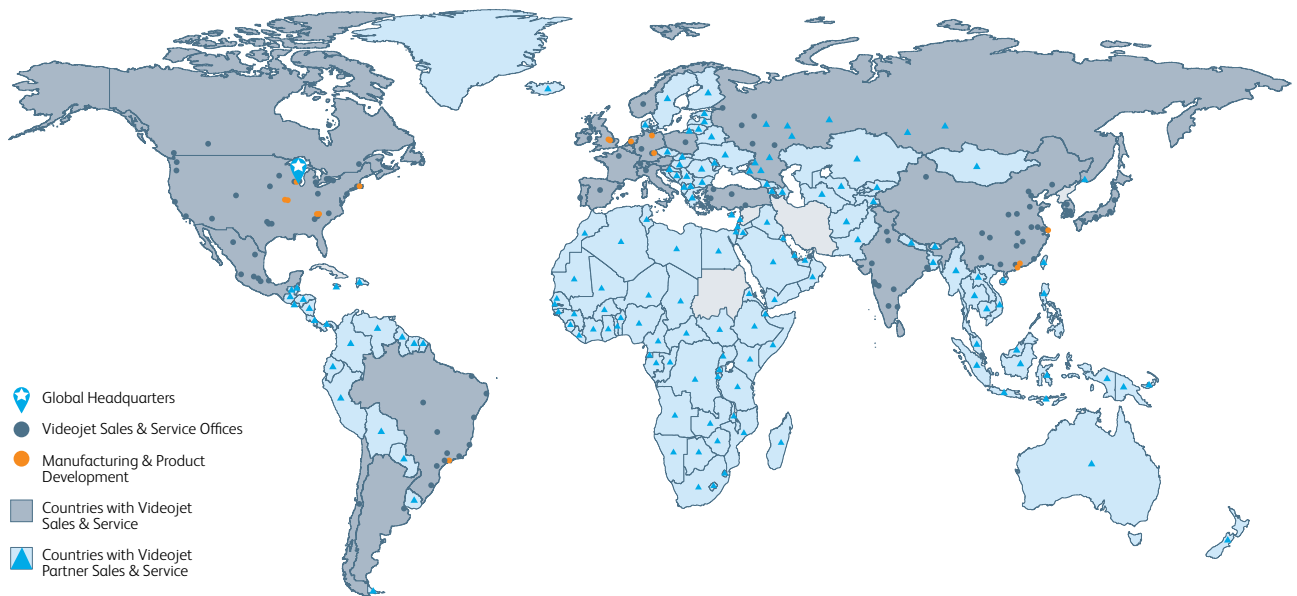 Global Headquarters
Videojet Sales & Service Offices
Manufacturing & Product
Development
Countries with Videojet
Sales & Service
Countries with Videojet
Partner Sales & Service